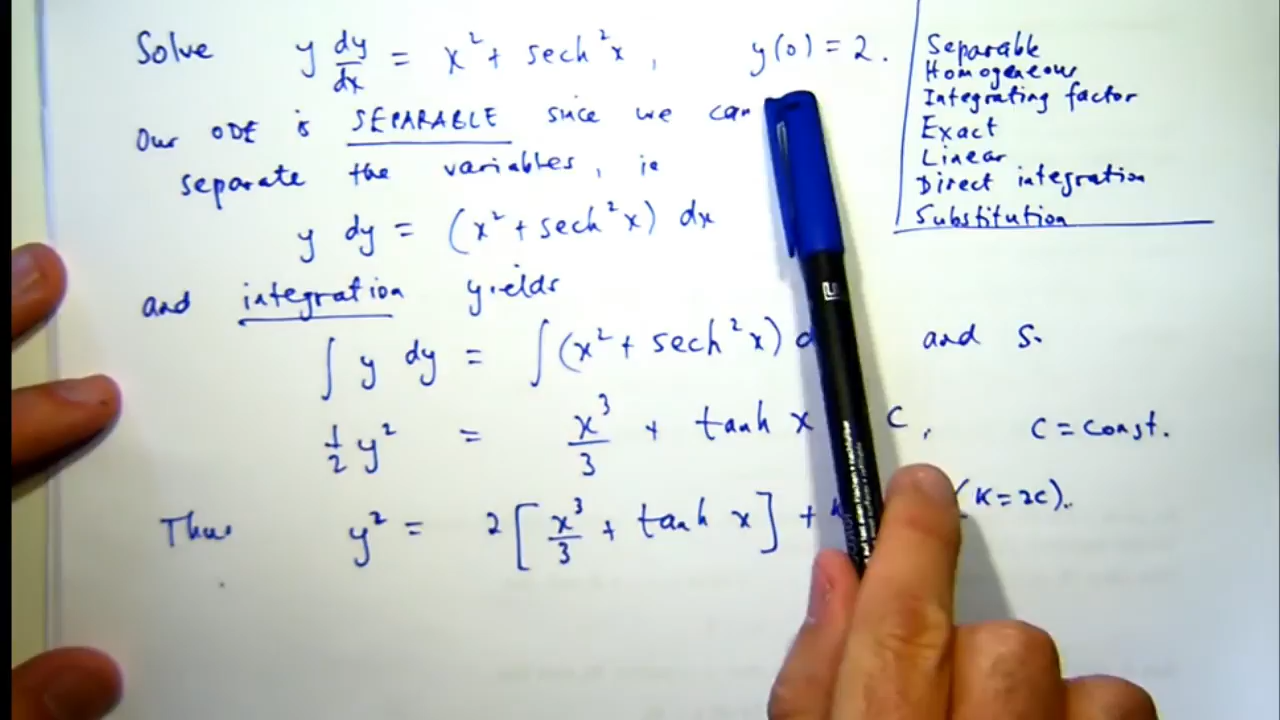 Solve y dy/dx = x² + sech²x, y(0) = 2.
Our ODE is SEPARABLE since we can
separate the variables, ie
y dy = (x² + sech²x) dx
and integration yields
∫ y dy = ∫(x² + sech²x) d and so
½ y² = x³/3 + tanh x C, C = const.
Thus y² = 2[x³/3 + tanh x] + K (K=2C).
Separable
Homogeneous
Integrating factor
Exact
Linear
Direct integration
Substitution
U